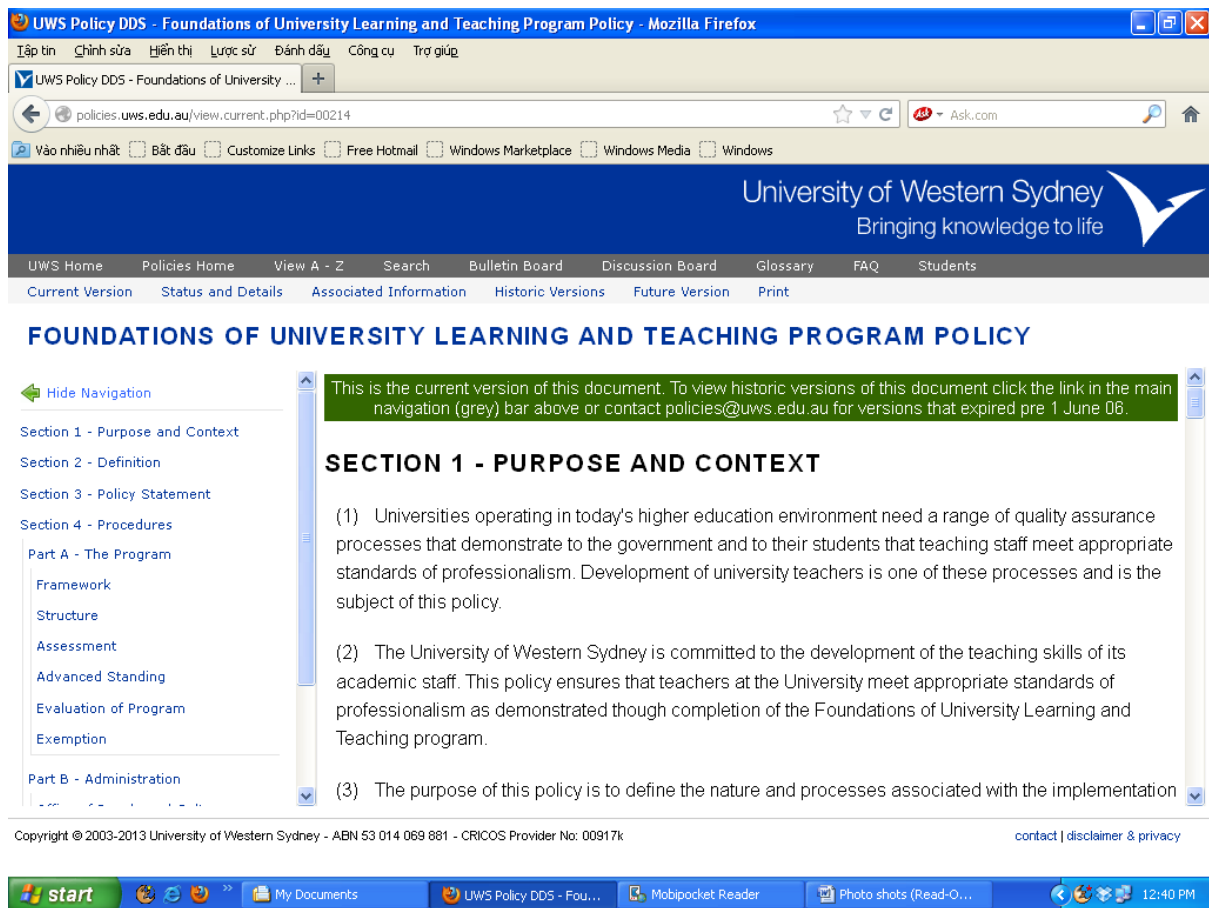 UWS Policy DDS - Foundations of University Learning and Teaching Program Policy - Mozilla Firefox
Tập tin Chỉnh sửa Hiển thị Lược sử Đánh dấu Công cụ Trợ giúp
UWS Policy DDS - Foundations of University ...
policies.uws.edu.au/view.current.php?id=00214
Ask Ask.com
Vào nhiều nhất Bắt đầu Customize Links Free Hotmail Windows Marketplace Windows Media Windows
University of Western Sydney
Bringing knowledge to life
UWS Home Policies Home View A - Z Search Bulletin Board Discussion Board Glossary FAQ Students
Current Version Status and Details Associated Information Historic Versions Future Version Print
FOUNDATIONS OF UNIVERSITY LEARNING AND TEACHING PROGRAM POLICY
Hide Navigation
Section 1 - Purpose and Context
Section 2 - Definition
Section 3 - Policy Statement
Section 4 - Procedures
Part A - The Program
Framework
Structure
Assessment
Advanced Standing
Evaluation of Program
Exemption
Part B - Administration
This is the current version of this document. To view historic versions of this document click the link in the main
navigation (grey) bar above or contact policies@uws.edu.au for versions that expired pre 1 June 06.
SECTION 1 - PURPOSE AND CONTEXT
(1) Universities operating in today's higher education environment need a range of quality assurance
processes that demonstrate to the government and to their students that teaching staff meet appropriate
standards of professionalism. Development of university teachers is one of these processes and is the
subject of this policy.
(2) The University of Western Sydney is committed to the development of the teaching skills of its
academic staff. This policy ensures that teachers at the University meet appropriate standards of
professionalism as demonstrated though completion of the Foundations of University Learning and
Teaching program.
(3) The purpose of this policy is to define the nature and processes associated with the implementation
Copyright © 2003-2013 University of Western Sydney - ABN 53 014 069 881 - CRICOS Provider No: 00917k
contact | disclaimer & privacy
start My Documents UWS Policy DDS - Fou... Mobipocket Reader Photo shots (Read-O... 12:40 PM